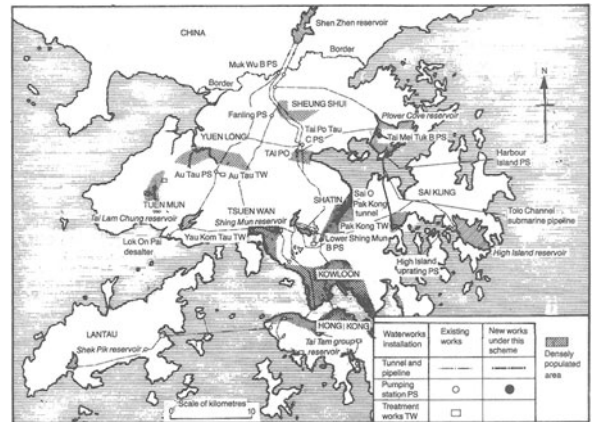 CHINA
Shen Zhen reservoir
Border
Muk Wu B PS
Border
N
SHEUNG SHUI
Plover Cove reservoir
Fanling PS
Tai Po Tau
C PS
Tai Mei Tuk B PS
YUEN LONG
TAI PO
Harbour
Island PS
Au Tau PS
Au Tau TW
Sai O
Pak Kong
tunnel
SAI KUNG
TUEN MUN
SHATIN
Tai Lam Chung reservoir
TSUEN WAN
Shing Mun reservoir
Pak Kong TW
Tolo Channel
submarine pipeline
Lok On Pai
desalter
Yau Kom Tau TW
Lower Shing Mun
B PS
High Island reservoir
High Island
uprating PS
KOWLOON
LANTAU
HONG KONG
Shek Pik reservoir
Tai Tam group
reservoir
Scale of kilometres
0 10
Waterworks
installation
Existing
works
New works
under this
scheme
Densely
populated
area
Tunnel and
pipeline
Pumping
station PS
Treatment
works TW